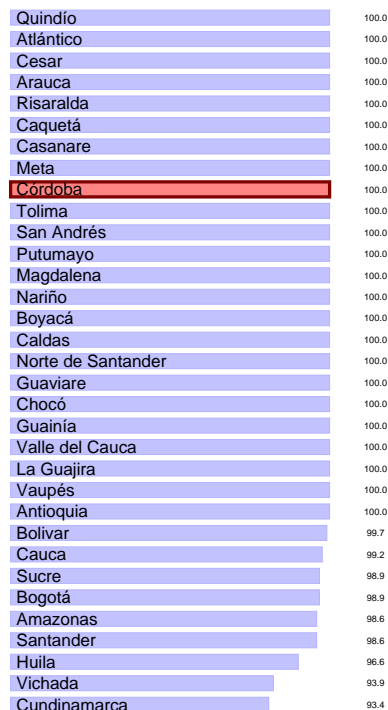 Quindío 100.0
Atlántico 100.0
Cesar 100.0
Arauca 100.0
Risaralda 100.0
Caquetá 100.0
Casanare 100.0
Meta 100.0
Córdoba 100.0
Tolima 100.0
San Andrés 100.0
Putumayo 100.0
Magdalena 100.0
Nariño 100.0
Boyacá 100.0
Caldas 100.0
Norte de Santander 100.0
Guaviare 100.0
Chocó 100.0
Guainía 100.0
Valle del Cauca 100.0
La Guajira 100.0
Vaupés 100.0
Antioquia 100.0
Bolivar 99.7
Cauca 99.2
Sucre 98.9
Bogotá 98.9
Amazonas 98.6
Santander 98.6
Huila 96.6
Vichada 93.9
Cundinamarca 93.4